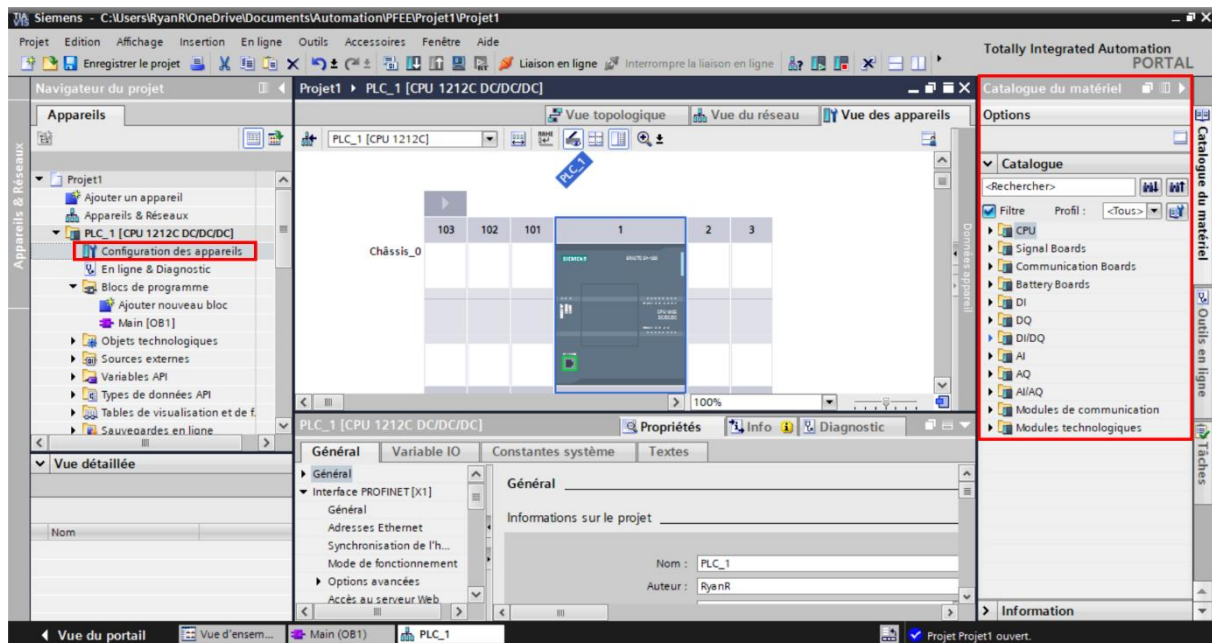 Siemens - C:\Users\RyanR\OneDrive\Documents\Automation\PFEE\Projet1\Projet1
Projet Edition Affichage Insertion En ligne Outils Accessoires Fenêtre Aide
Totally Integrated Automation
PORTAL
Enregistrer le projet
Liaison en ligne
Interrompre la liaison en ligne
Navigateur du projet
Appareils
Appareils & Réseaux
Projet1
Ajouter un appareil
Appareils & Réseaux
PLC_1 [CPU 1212C DC/DC/DC]
Configuration des appareils
En ligne & Diagnostic
Blocs de programme
Ajouter nouveau bloc
Main [OB1]
Objets technologiques
Sources externes
Variables API
Types de données API
Tables de visualisation et de f.
Sauvegardes en ligne
Vue détaillée
Nom
Projet1 PLC_1 [CPU 1212C DC/DC/DC]
Vue topologique
Vue du réseau
Vue des appareils
PLC_1 [CPU 1212C]
PLC_1
103 102 101 1 2 3
Châssis_0
SIEMENS
100%
Données d'appareil
PLC_1 [CPU 1212C DC/DC/DC]
Propriétés
Info
Diagnostic
Général
Variable IO
Constantes système
Textes
Général
Interface PROFINET [X1]
Général
Adresses Ethernet
Synchronisation de l'h...
Mode de fonctionnement
Options avancées
Accès au serveur Web
Général
Informations sur le projet
Nom : PLC_1
Auteur : RyanR
Catalogue du matériel
Options
Catalogue
<Rechercher>
Filtre
Profil :
<Tous>
CPU
Signal Boards
Communication Boards
Battery Boards
DI
DQ
DI/DQ
AI
AQ
AI/AQ
Modules de communication
Modules technologiques
Information
Catalogue du matériel
Outils en ligne
Tâches
Vue du portail
Vue d'ensem...
Main (OB1)
PLC_1
Projet Projet1 ouvert.